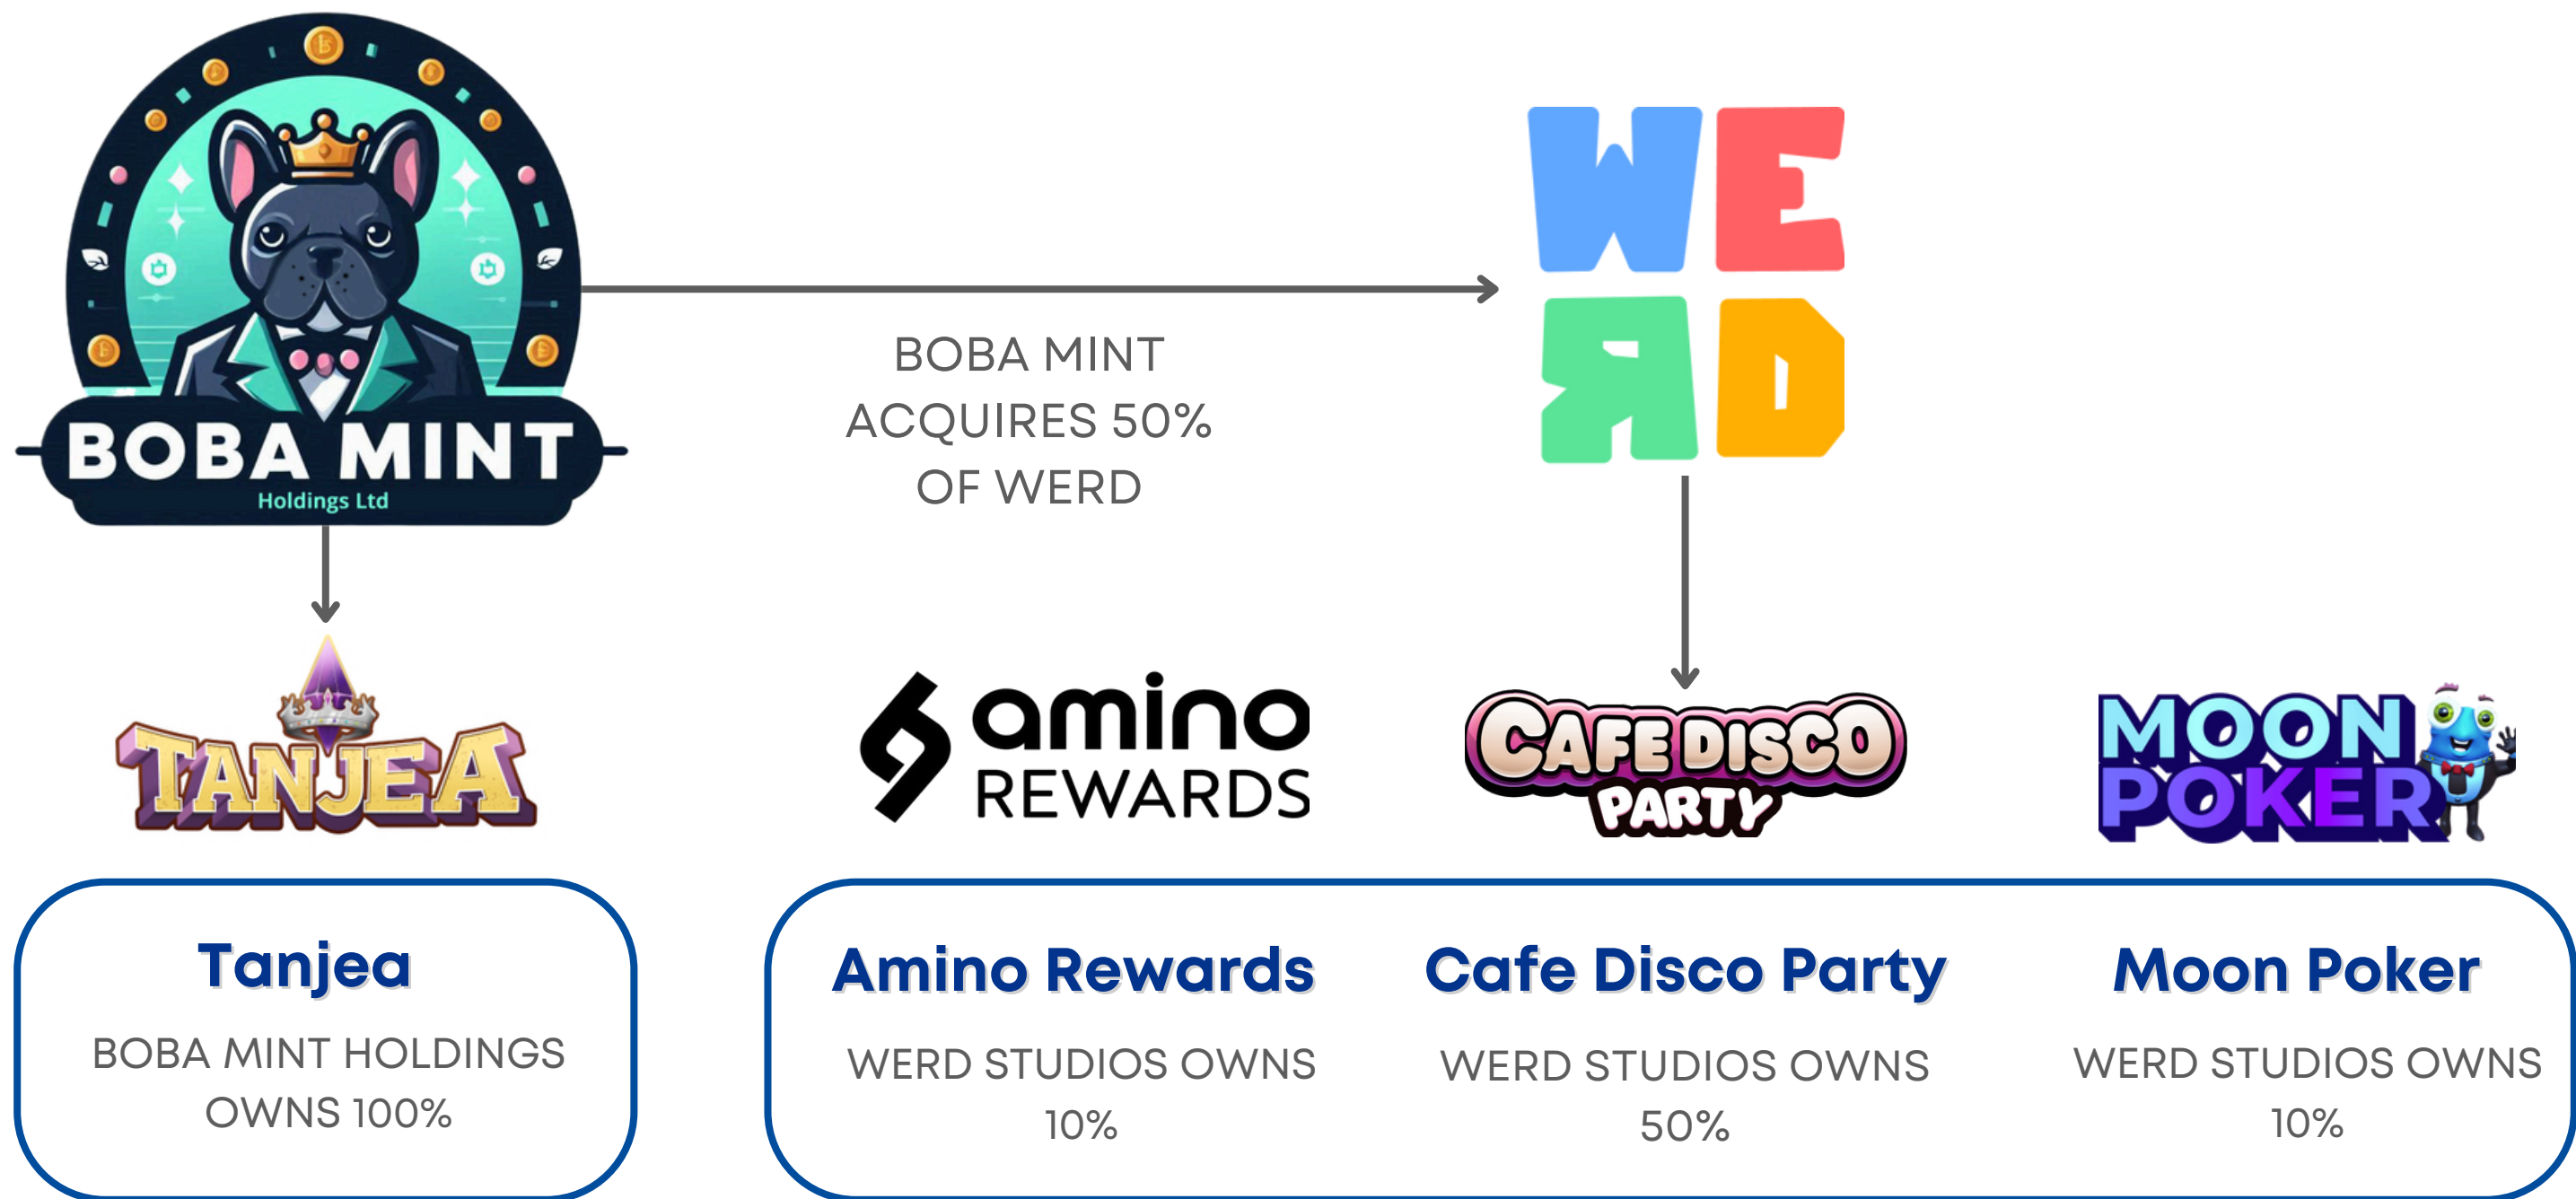 BOBA MINT
Holdings Ltd
BOBA MINT
ACQUIRES 50%
OF WERD
WE
ЯD
TANJEA
amino
REWARDS
CAFE DISCO
PARTY
MOON
POKER
Tanjea
BOBA MINT HOLDINGS
OWNS 100%
Amino Rewards
WERD STUDIOS OWNS
10%
Cafe Disco Party
WERD STUDIOS OWNS
50%
Moon Poker
WERD STUDIOS OWNS
10%